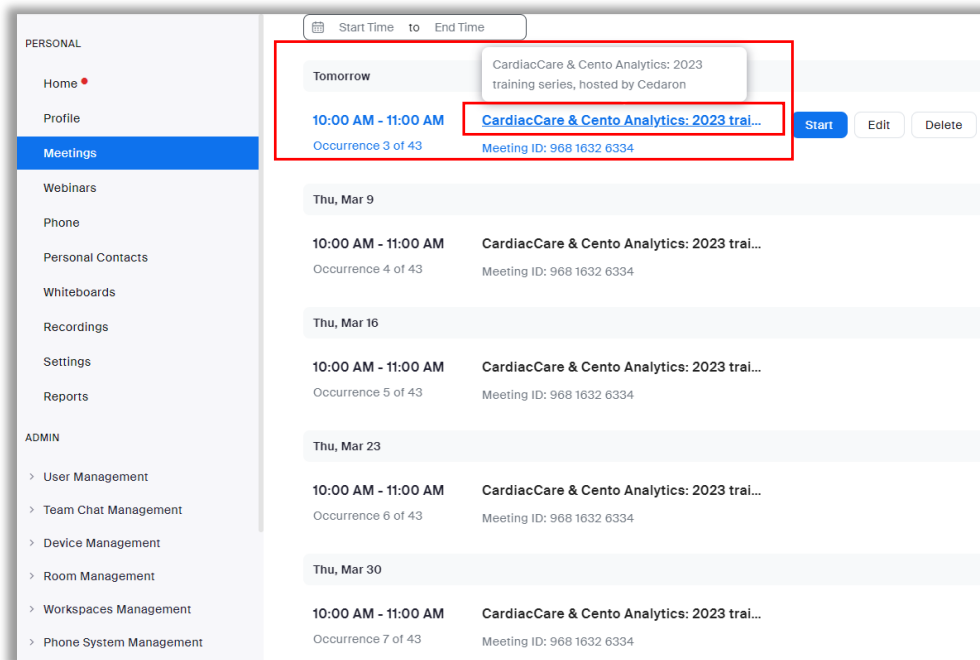 PERSONAL
Home
Profile
Meetings
Webinars
Phone
Personal Contacts
Whiteboards
Recordings
Settings
Reports
ADMIN
> User Management
> Team Chat Management
> Device Management
> Room Management
> Workspaces Management
> Phone System Management
Start Time to End Time
Tomorrow
CardiacCare & Cento Analytics: 2023
training series, hosted by Cedaron
10:00 AM - 11:00 AM CardiacCare & Cento Analytics: 2023 trai... Start Edit Delete
Occurrence 3 of 43 Meeting ID: 968 1632 6334
Thu, Mar 9
10:00 AM - 11:00 AM CardiacCare & Cento Analytics: 2023 trai...
Occurrence 4 of 43 Meeting ID: 968 1632 6334
Thu, Mar 16
10:00 AM - 11:00 AM CardiacCare & Cento Analytics: 2023 trai...
Occurrence 5 of 43 Meeting ID: 968 1632 6334
Thu, Mar 23
10:00 AM - 11:00 AM CardiacCare & Cento Analytics: 2023 trai...
Occurrence 6 of 43 Meeting ID: 968 1632 6334
Thu, Mar 30
10:00 AM - 11:00 AM CardiacCare & Cento Analytics: 2023 trai...
Occurrence 7 of 43 Meeting ID: 968 1632 6334